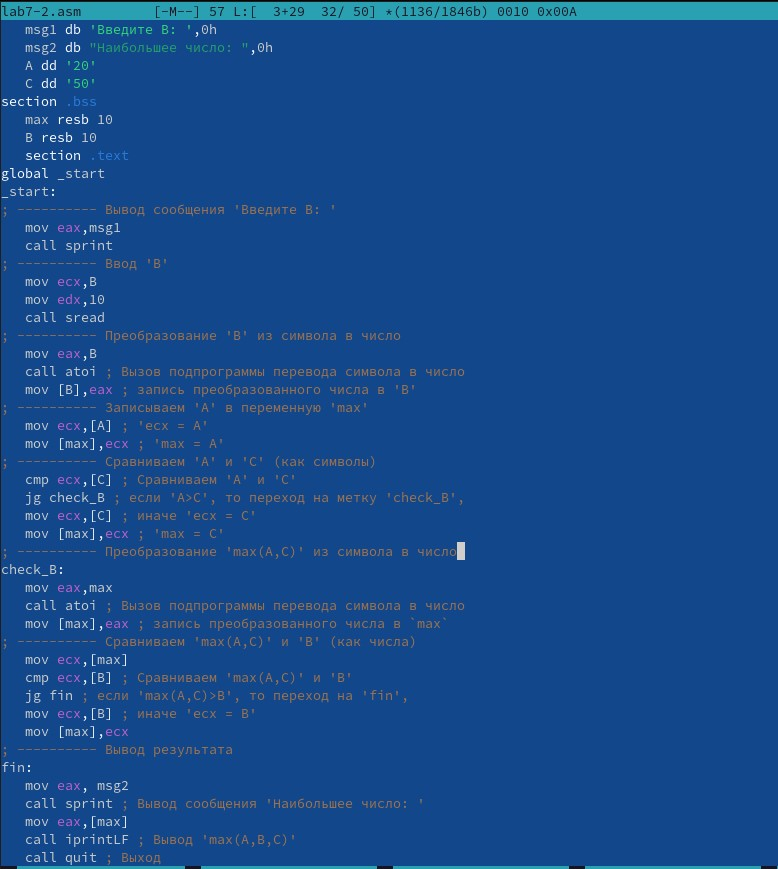 lab7-2.asm [-M--] 57 L:[ 3+29 32/ 50] *(1136/1846b) 0010 0x00A
msg1 db 'Введите B: ',0h
msg2 db "Наибольшее число: ",0h
A dd '20'
C dd '50'
section .bss
max resb 10
B resb 10
section .text
global _start
_start:
; ---------- Вывод сообщения 'Введите B: '
mov eax,msg1
call sprint
; ---------- Ввод 'B'
mov ecx,B
mov edx,10
call sread
; ---------- Преобразование 'B' из символа в число
mov eax,B
call atoi ; Вызов подпрограммы перевода символа в число
mov [B],eax ; запись преобразованного числа в 'B'
; ---------- Записываем 'A' в переменную 'max'
mov ecx,[A] ; 'ecx = A'
mov [max],ecx ; 'max = A'
; ---------- Сравниваем 'A' и 'С' (как символы)
cmp ecx,[C] ; Сравниваем 'A' и 'С'
jg check_B ; если 'A>C', то переход на метку 'check_B',
mov ecx,[C] ; иначе 'ecx = C'
mov [max],ecx ; 'max = C'
; ---------- Преобразование 'max(A,C)' из символа в число
check_B:
mov eax,max
call atoi ; Вызов подпрограммы перевода символа в число
mov [max],eax ; запись преобразованного числа в `max`
; ---------- Сравниваем 'max(A,C)' и 'B' (как числа)
mov ecx,[max]
cmp ecx,[B] ; Сравниваем 'max(A,C)' и 'B'
jg fin ; если 'max(A,C)>B', то переход на 'fin',
mov ecx,[B] ; иначе 'ecx = B'
mov [max],ecx
; ---------- Вывод результата
fin:
mov eax, msg2
call sprint ; Вывод сообщения 'Наибольшее число: '
mov eax,[max]
call iprintLF ; Вывод 'max(A,B,C)'
call quit ; Выход